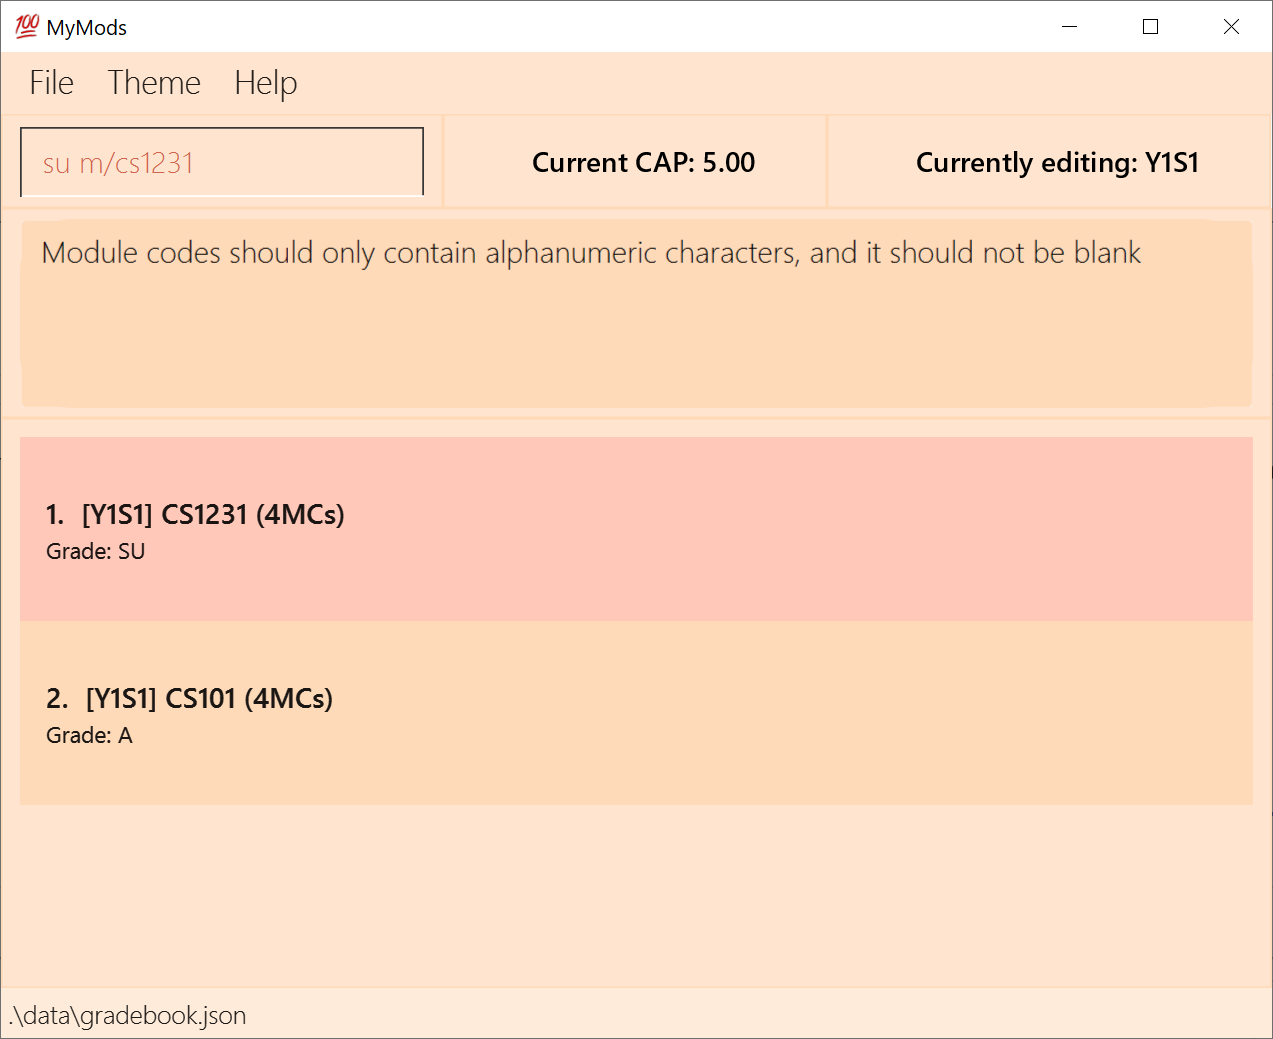 💯 MyMods
File Theme Help
su m/cs1231
Current CAP: 5.00
Currently editing: Y1S1
Module codes should only contain alphanumeric characters, and it should not be blank
1. [Y1S1] CS1231 (4MCs)
Grade: SU
2. [Y1S1] CS101 (4MCs)
Grade: A
.\data\gradebook.json